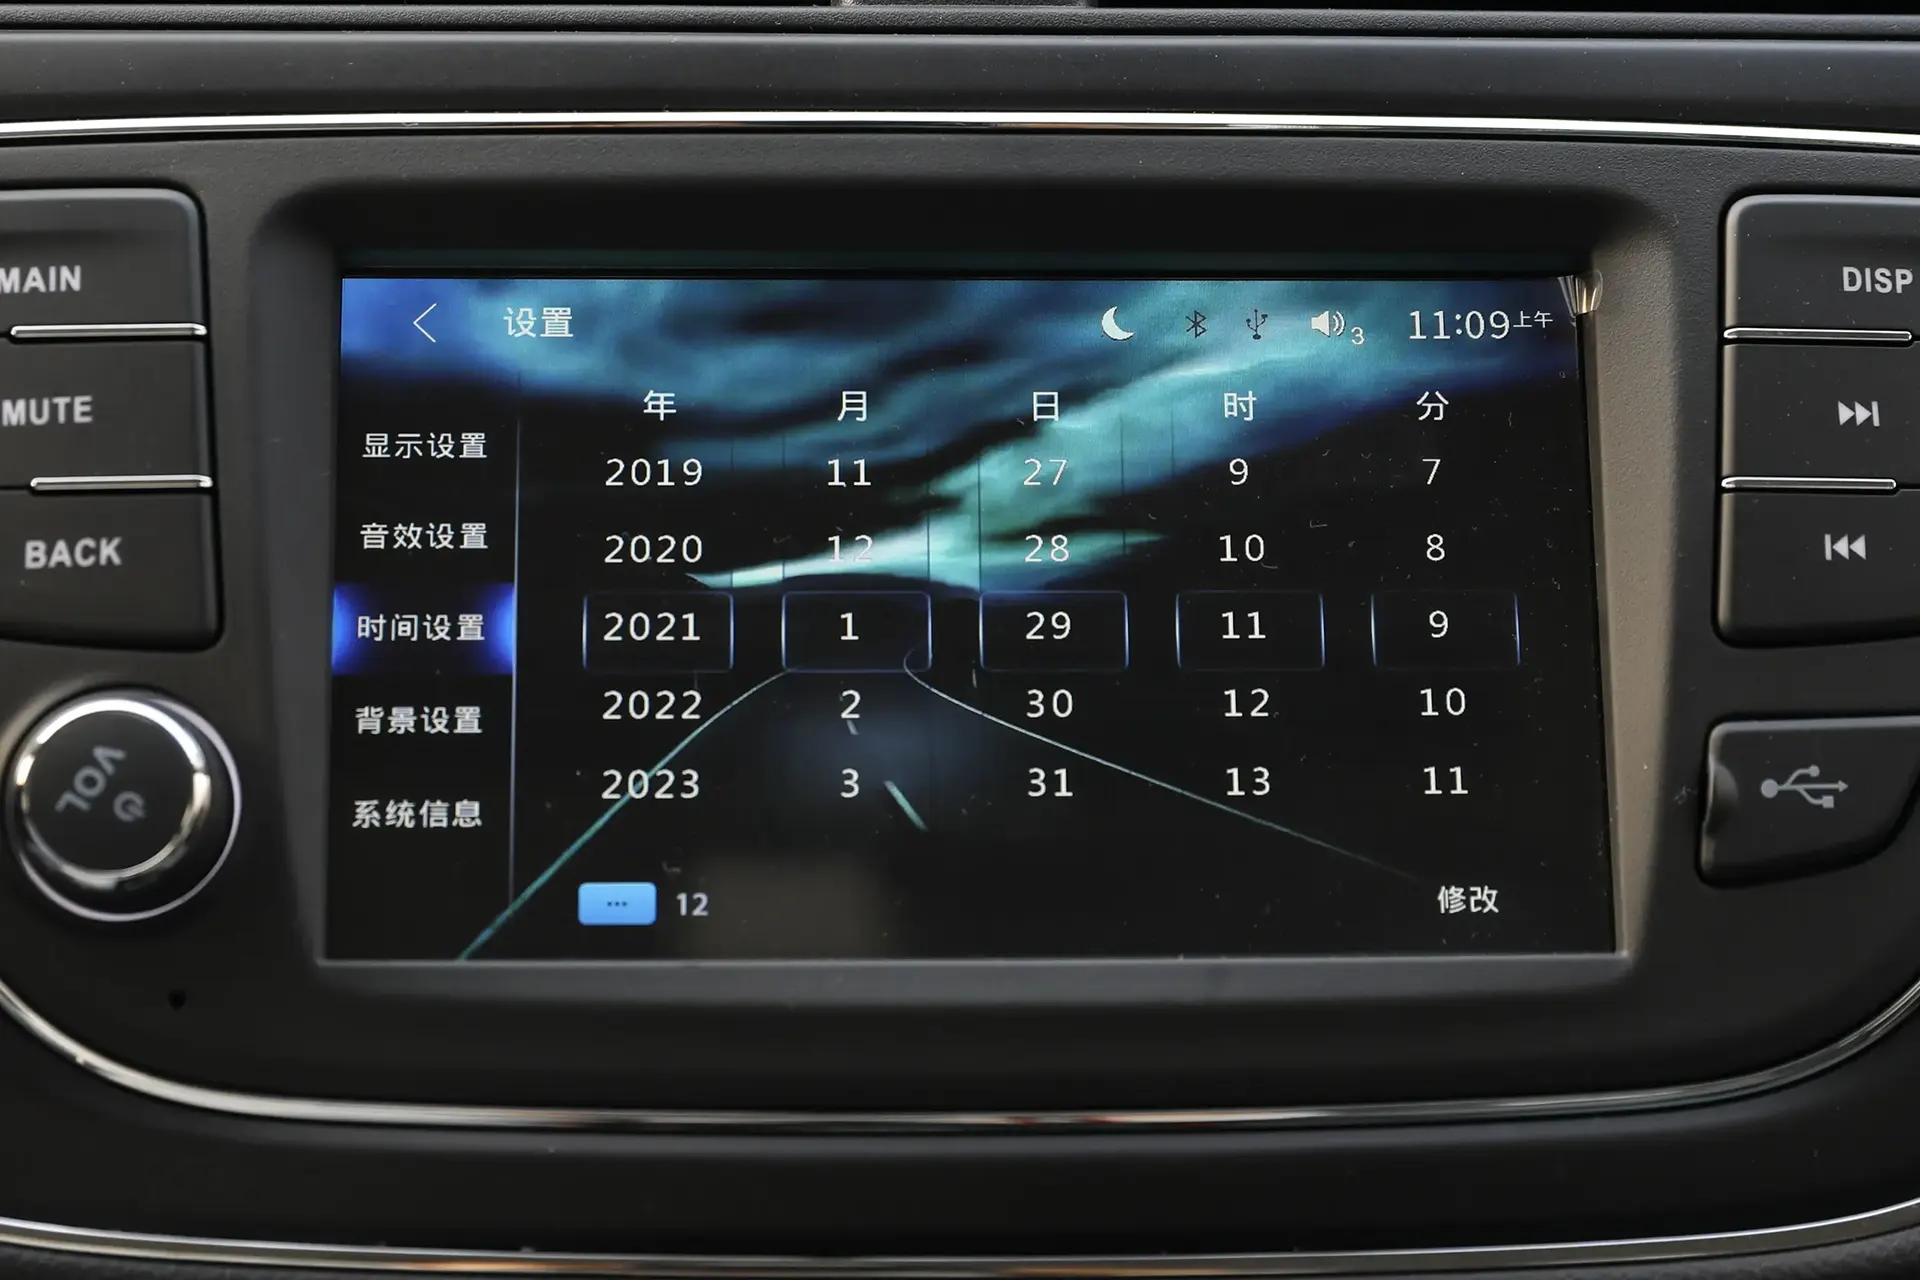 MAIN
MUTE
BACK
VOL
设置
3
11:09上午
显示设置
音效设置
时间设置
背景设置
系统信息
年 月 日 时 分
2019 11 27 9 7
2020 12 28 10 8
2021 1 29 11 9
2022 2 30 12 10
2023 3 31 13 11
12
修改
DISP